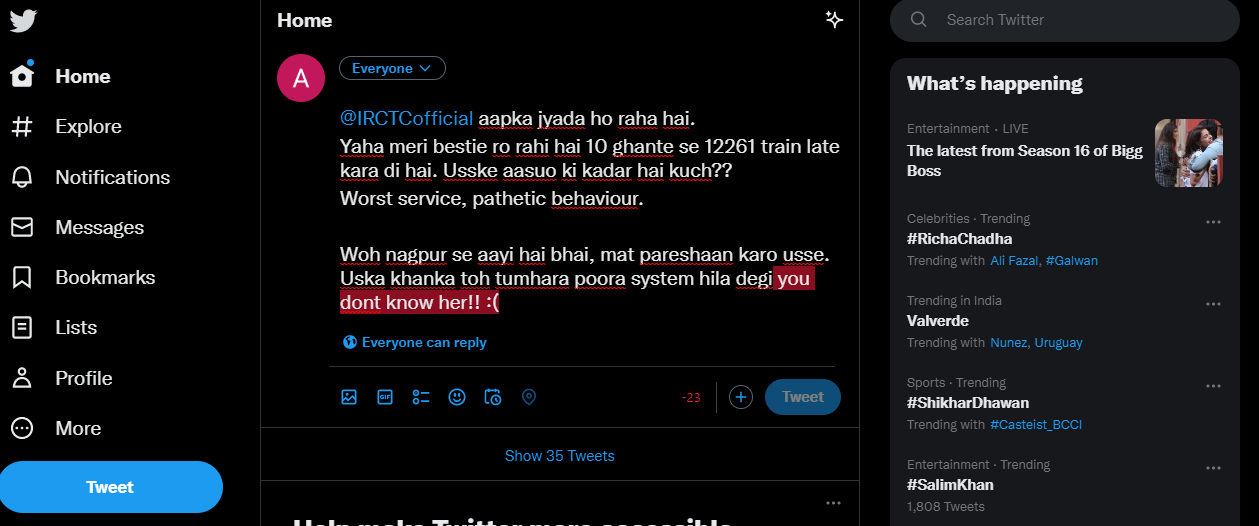 Home
Explore
Notifications
Messages
Bookmarks
Lists
Profile
More
Tweet
Home
A
Everyone
@IRCTCofficial aapka jyada ho raha hai.
Yaha meri bestie ro rahi hai 10 ghante se 12261 train late
kara di hai. Usske aasuo ki kadar hai kuch??
Worst service, pathetic behaviour.
Woh nagpur se aayi hai bhai, mat pareshaan karo usse.
Uska khanka toh tumhara poora system hila degi you
dont know her!! :(
Everyone can reply
GIF
-23
Tweet
Show 35 Tweets
Help make Twitter more accessible
Search Twitter
What's happening
Entertainment · LIVE
The latest from Season 16 of Bigg
Boss
Celebrities · Trending
#RichaChadha
Trending with Ali Fazal, #Galwan
Trending in India
Valverde
Trending with Nunez, Uruguay
Sports · Trending
#ShikharDhawan
Trending with #Casteist_BCCI
Entertainment · Trending
#SalimKhan
1,808 Tweets